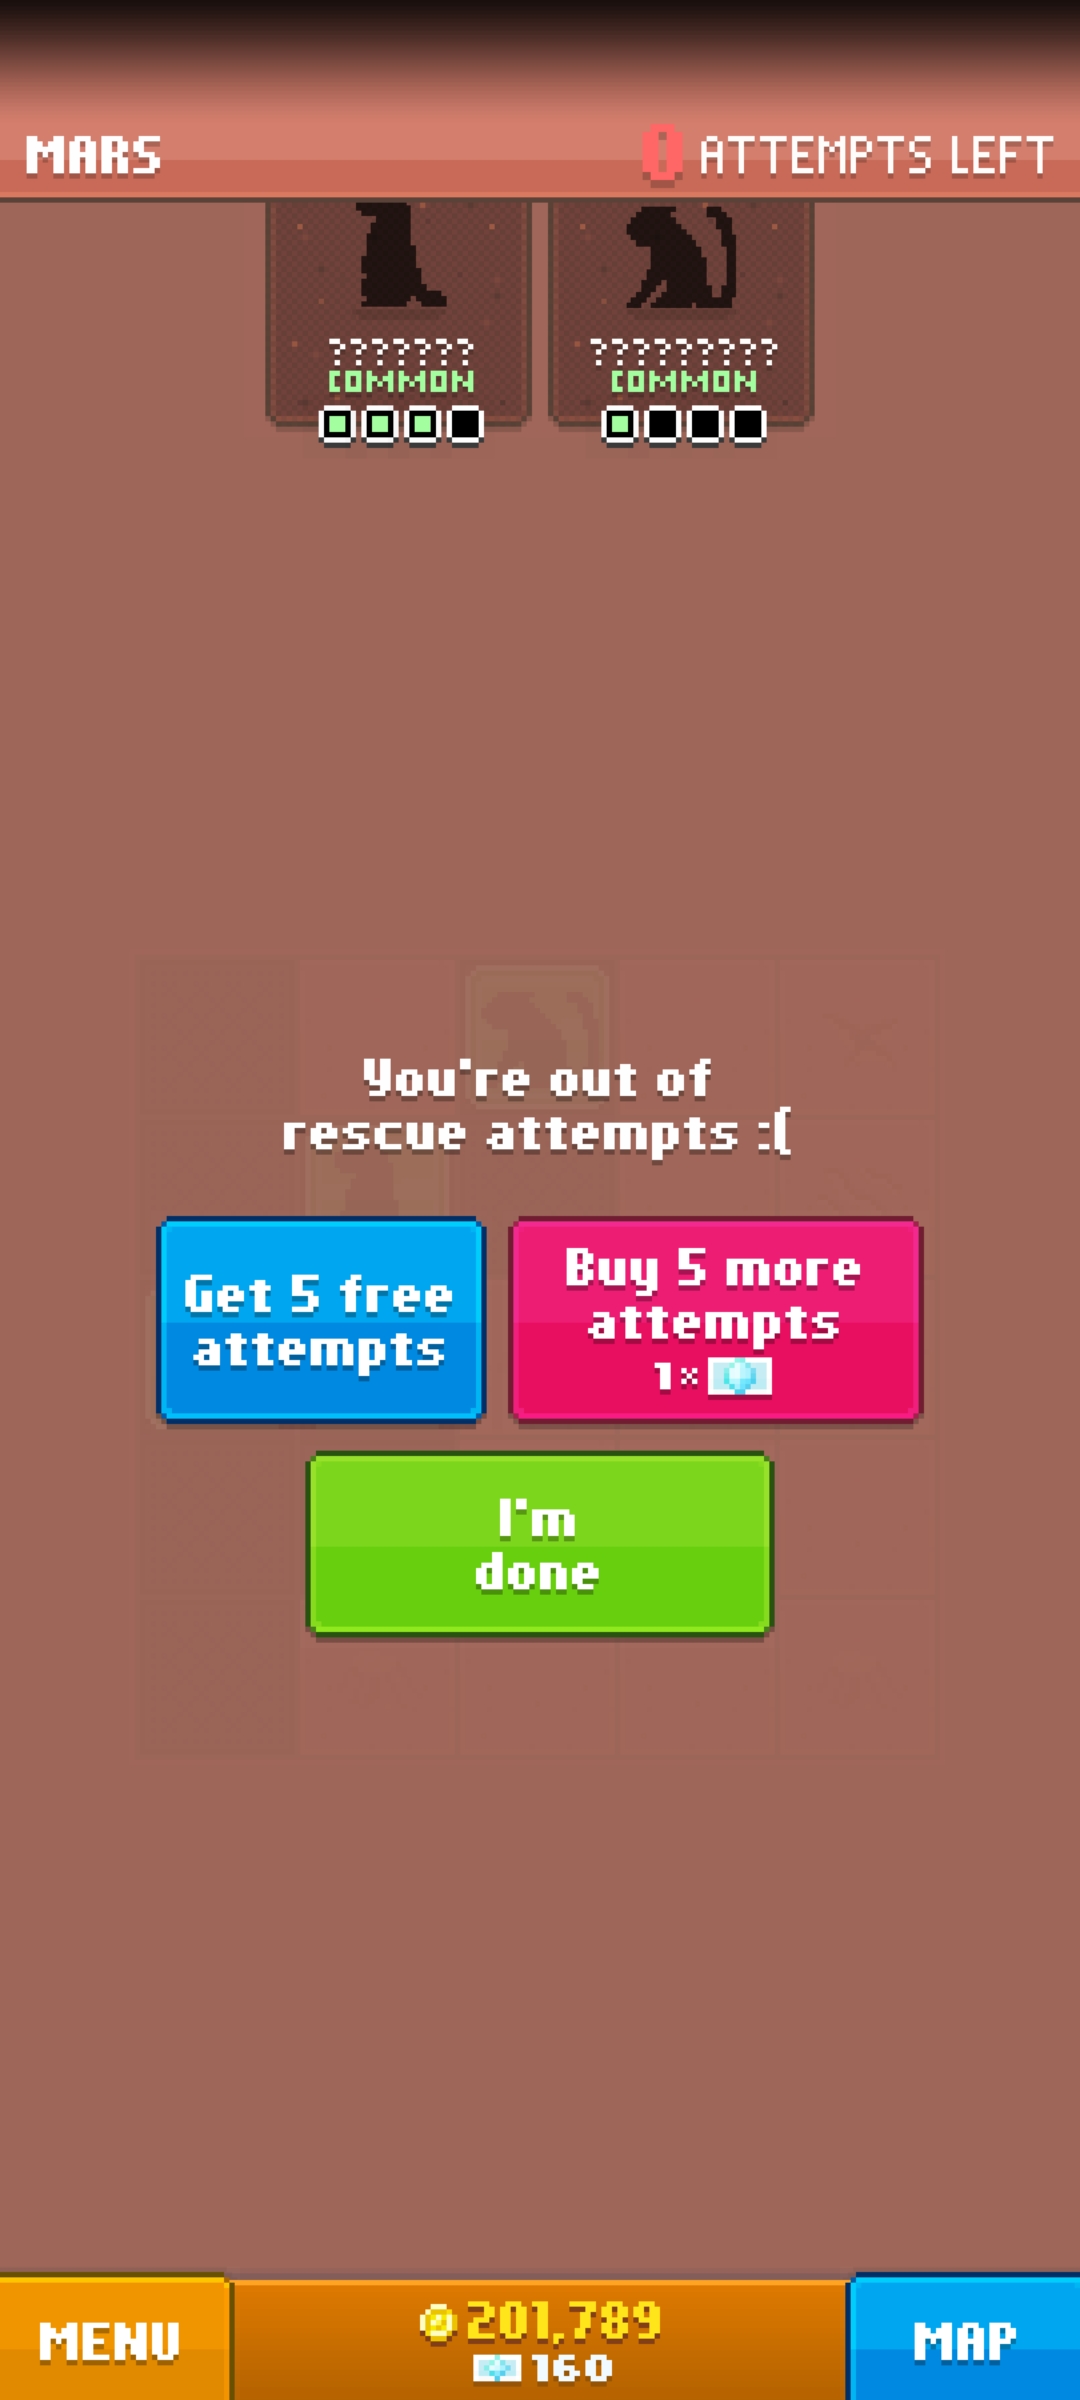 MARS
0 ATTEMPTS LEFT
???????
COMMON
?????????
COMMON
You're out of
rescue attempts :(
Get 5 free
attempts
Buy 5 more
attempts
1×
I'm
done
MENU
201,789
160
MAP